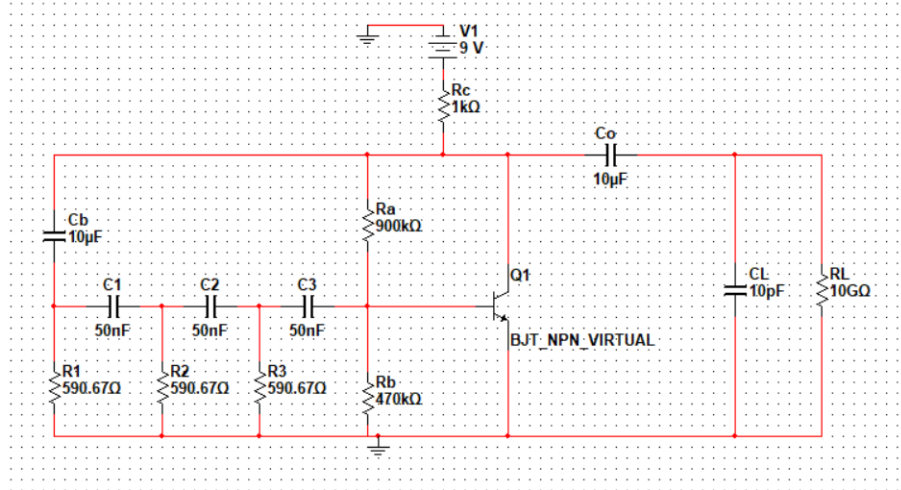 V1
9 V
Rc
1kΩ
Co
10µF
Ra
900kΩ
Cb
10µF
C1
50nF
C2
50nF
C3
50nF
Q1
BJT_NPN_VIRTUAL
CL
10pF
RL
10GΩ
R1
590.67Ω
R2
590.67Ω
R3
590.67Ω
Rb
470kΩ